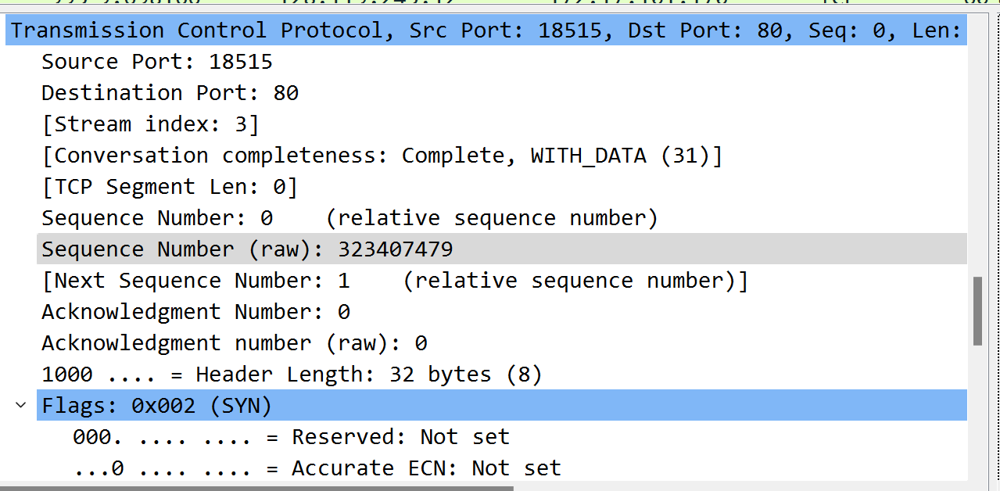 Transmission Control Protocol, Src Port: 18515, Dst Port: 80, Seq: 0, Len:
Source Port: 18515
Destination Port: 80
[Stream index: 3]
[Conversation completeness: Complete, WITH_DATA (31)]
[TCP Segment Len: 0]
Sequence Number: 0    (relative sequence number)
Sequence Number (raw): 323407479
[Next Sequence Number: 1    (relative sequence number)]
Acknowledgment Number: 0
Acknowledgment number (raw): 0
1000 .... = Header Length: 32 bytes (8)
Flags: 0x002 (SYN)
000. .... .... = Reserved: Not set
...0 .... .... = Accurate ECN: Not set